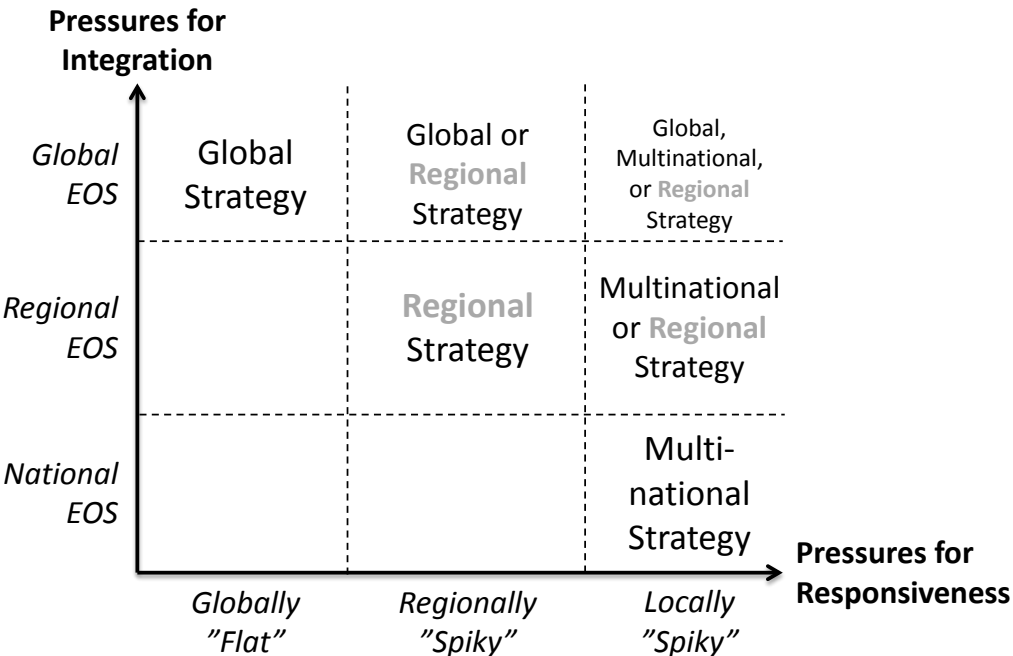 Pressures for
Integration
Global
EOS
Global
Strategy
Global or
Regional
Strategy
Global,
Multinational,
or Regional
Strategy
Regional
EOS
Regional
Strategy
Multinational
or Regional
Strategy
National
EOS
Multi-
national
Strategy
Pressures for
Responsiveness
Globally
”Flat”
Regionally
”Spiky”
Locally
”Spiky”